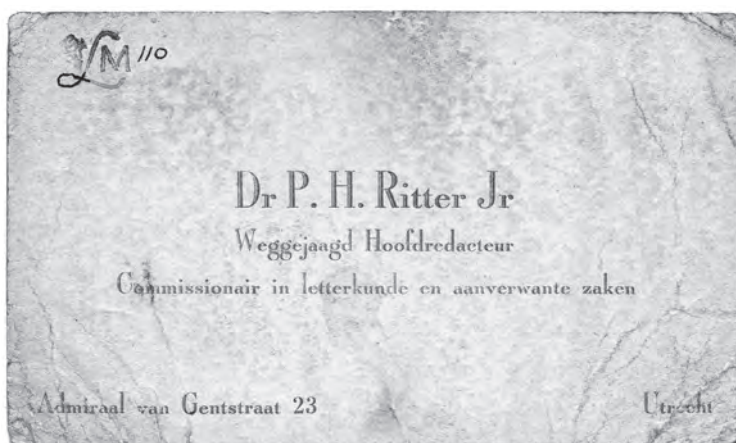 LM 110
Dr P. H. Ritter Jr
Weggejaagd Hoofdredacteur
Commissionair in letterkunde en aanverwante zaken
Admiraal van Gentstraat 23 Utrecht